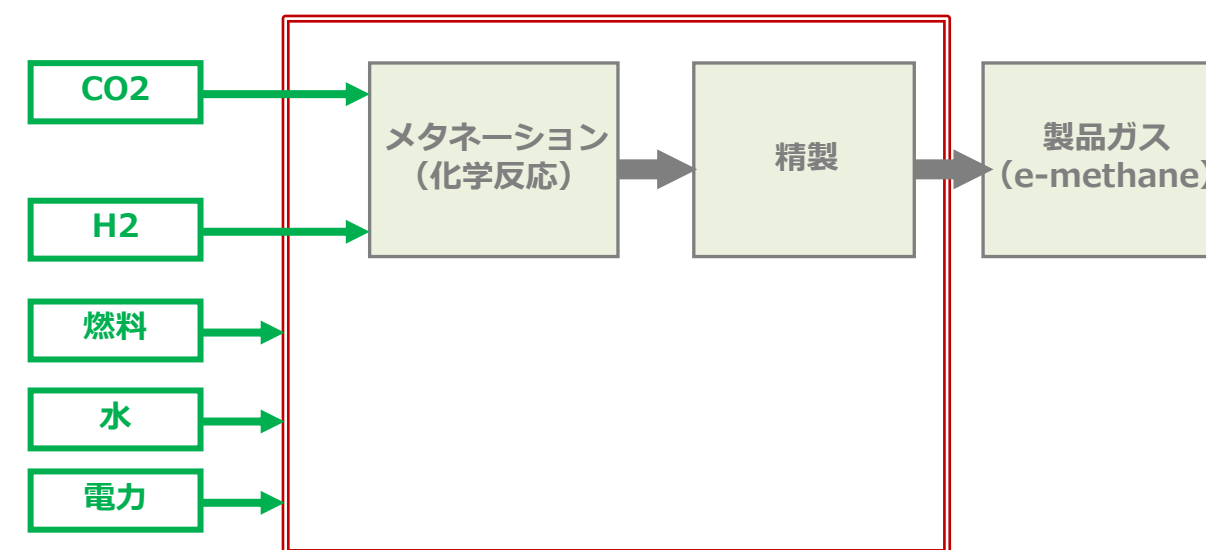 CO2
H2
燃料
水
電力
メタネーション
（化学反応）
精製
製品ガス
（e-methane）